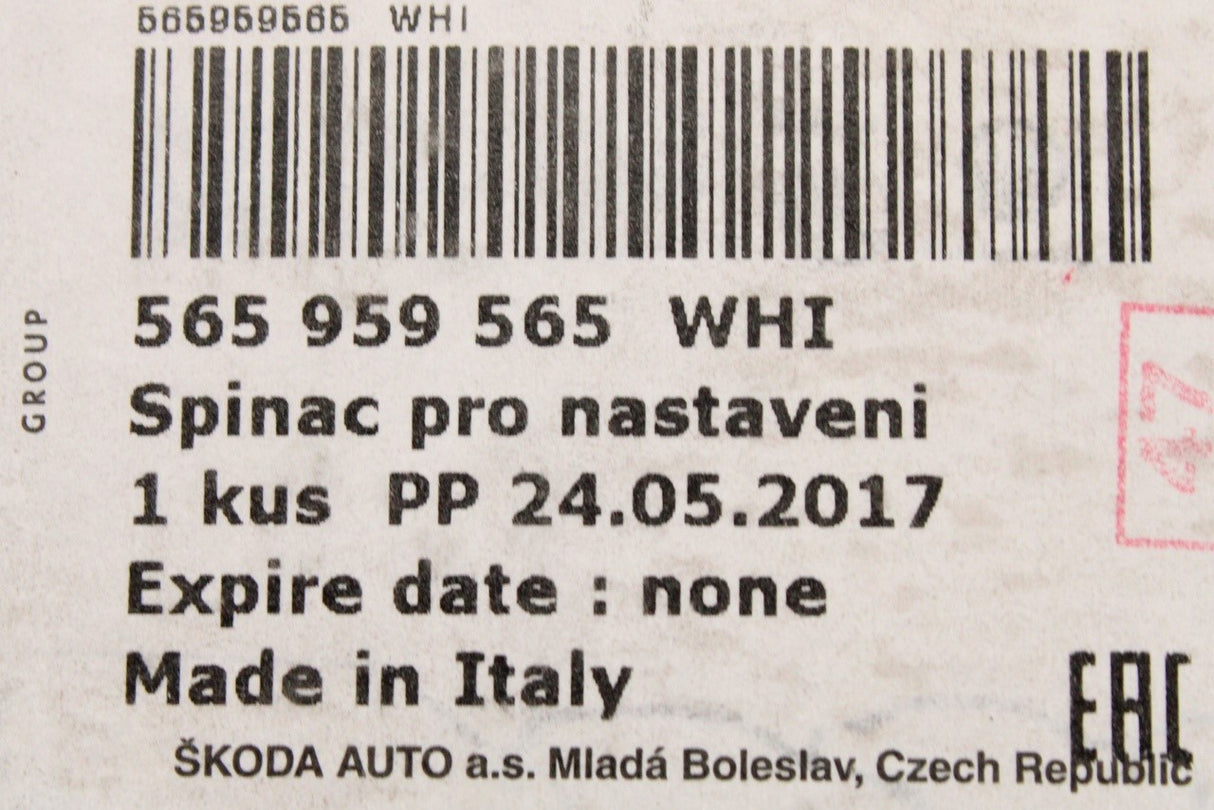 565959565 WHI
565 959 565 WHI
Spinac pro nastaveni
1 kus PP 24.05.2017
Expire date : none
Made in Italy
ŠKODA AUTO a.s. Mladá Boleslav, Czech Republic
EAC
GROUP
47